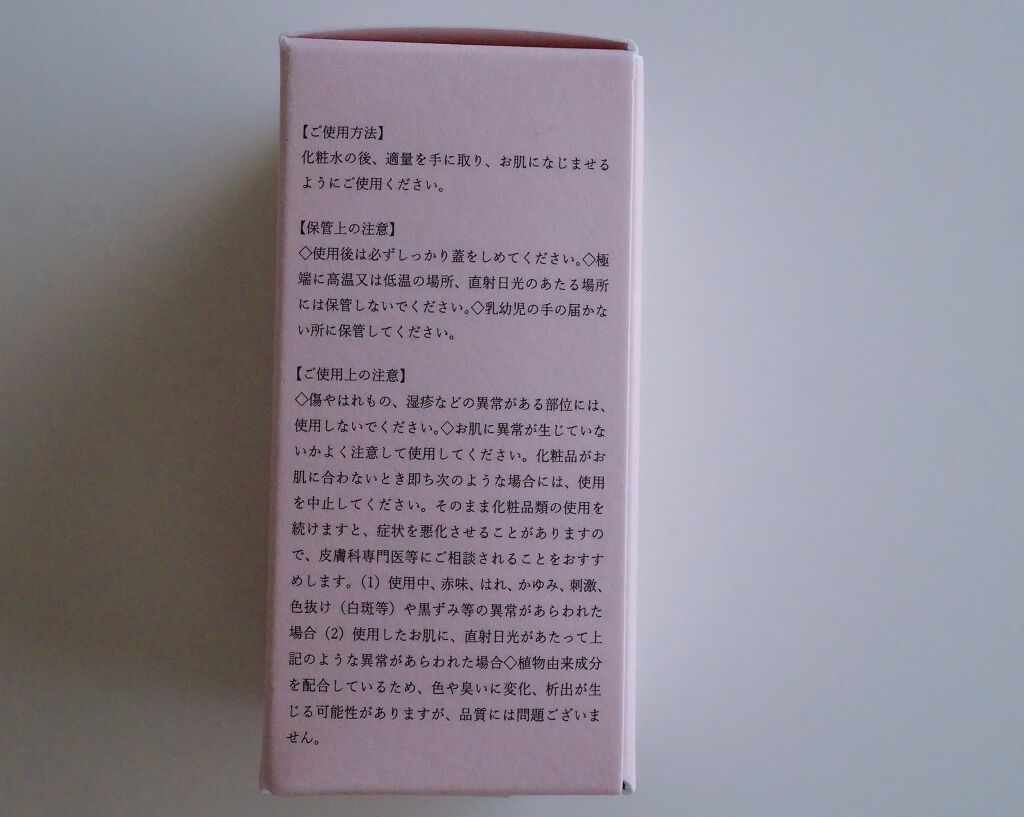 【ご使用方法】
化粧水の後、適量を手に取り、お肌になじませる
ようにご使用ください。
【保管上の注意】
◇使用後は必ずしっかり蓋をしめてください。◇極
端に高温又は低温の場所、直射日光のあたる場所
には保管しないでください。◇乳幼児の手の届かな
い所に保管してください。
【ご使用上の注意】
◇傷やはれもの、湿疹などの異常がある部位には、
使用しないでください。◇お肌に異常が生じていな
いかよく注意して使用してください。化粧品がお
肌に合わないとき即ち次のような場合には、使用
を中止してください。そのまま化粧品類の使用を
続けますと、症状を悪化させることがありますの
で、皮膚科専門医等にご相談されることをおすす
めします。（1）使用中、赤味、はれ、かゆみ、刺激、
色抜け（白斑等）や黒ずみ等の異常があらわれた
場合（2）使用したお肌に、直射日光があたって上
記のような異常があらわれた場合◇植物由来成分
を配合しているため、色や臭いに変化、析出が生
じる可能性がありますが、品質には問題ございま
せん。